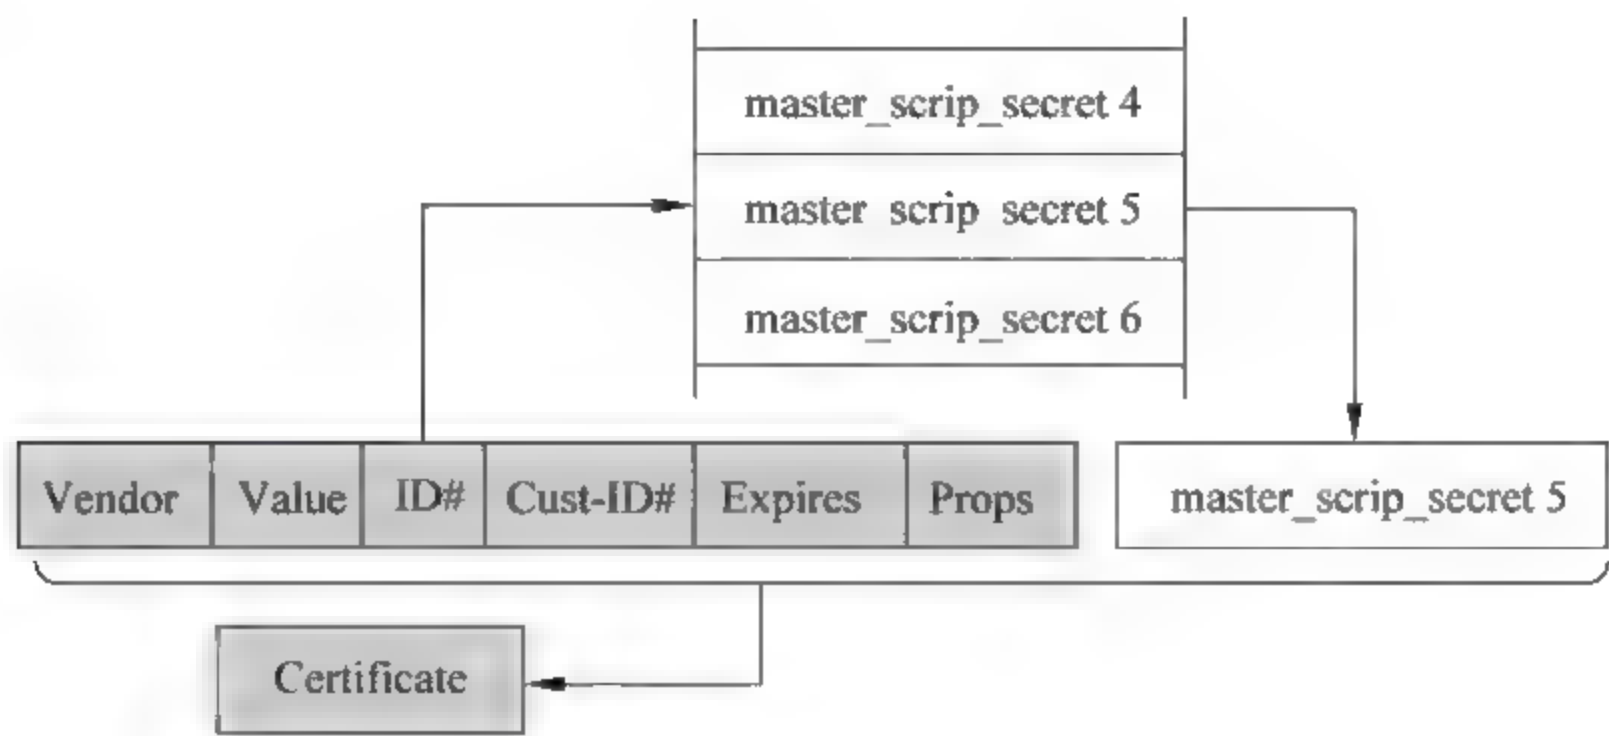 master_scrip_secret 4
master scrip secret 5
master_scrip_secret 6
Vendor Value ID# Cust-ID# Expires Props master_scrip_secret 5
Certificate